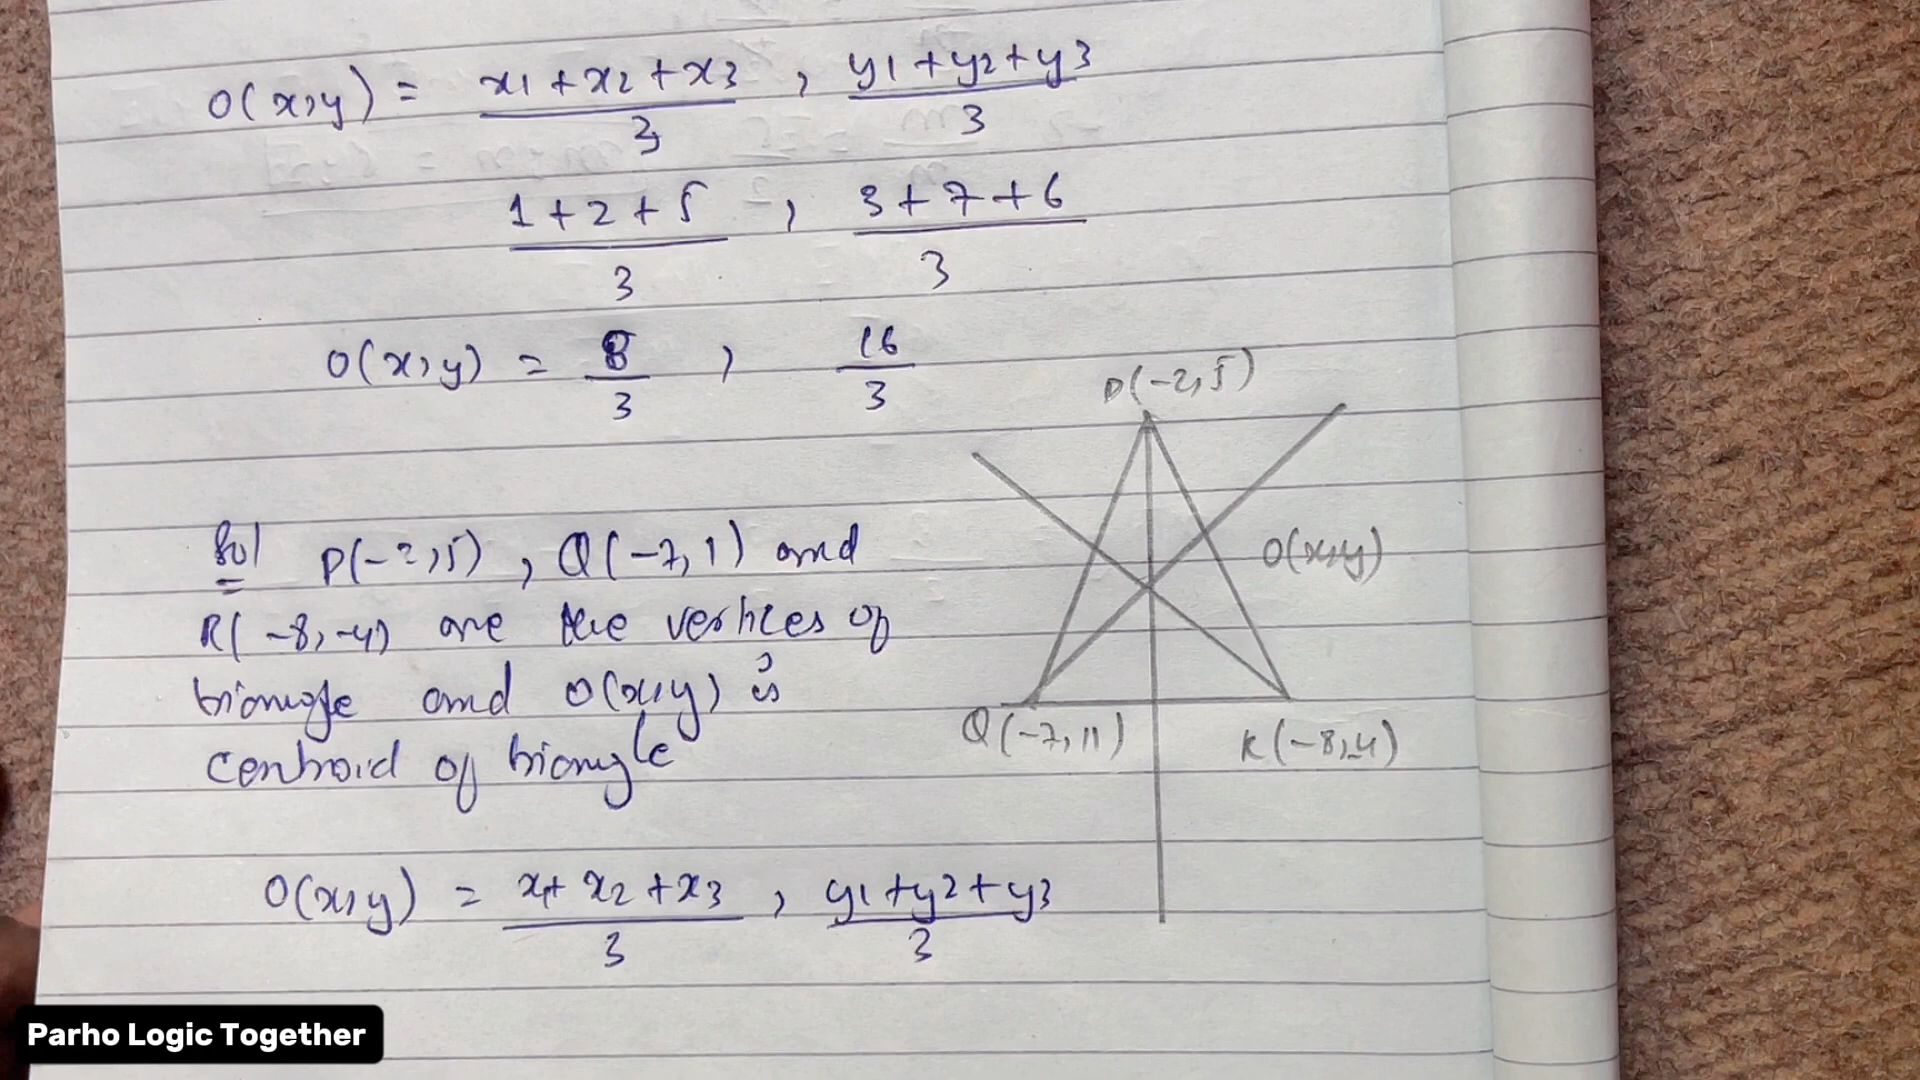 O(x,y) = x1+x2+x3 / 3 , y1+y2+y3 / 3
1+2+5 / 3 , 3+7+6 / 3
O(x,y) = 8/3 , 16/3
P(-2,5)
Sol P(-2,5), Q(-7,1) and
O(x,y)
R(-8,-4) are the vertices of
triangle and O(x,y) is
centroid of triangle
Q(-7,11) R(-8,-4)
O(x,y) = x1+x2+x3 / 3 , y1+y2+y3 / 3
Parho Logic Together